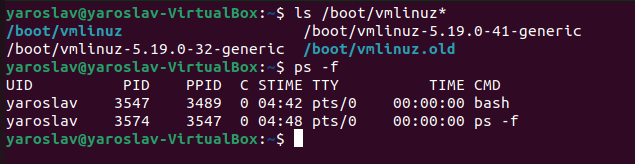 yaroslav@yaroslav-VirtualBox:~$ ls /boot/vmlinuz*
/boot/vmlinuz                    /boot/vmlinuz-5.19.0-41-generic
/boot/vmlinuz-5.19.0-32-generic  /boot/vmlinuz.old
yaroslav@yaroslav-VirtualBox:~$ ps -f
UID          PID    PPID  C STIME TTY          TIME CMD
yaroslav    3547    3489  0 04:42 pts/0    00:00:00 bash
yaroslav    3574    3547  0 04:48 pts/0    00:00:00 ps -f
yaroslav@yaroslav-VirtualBox:~$